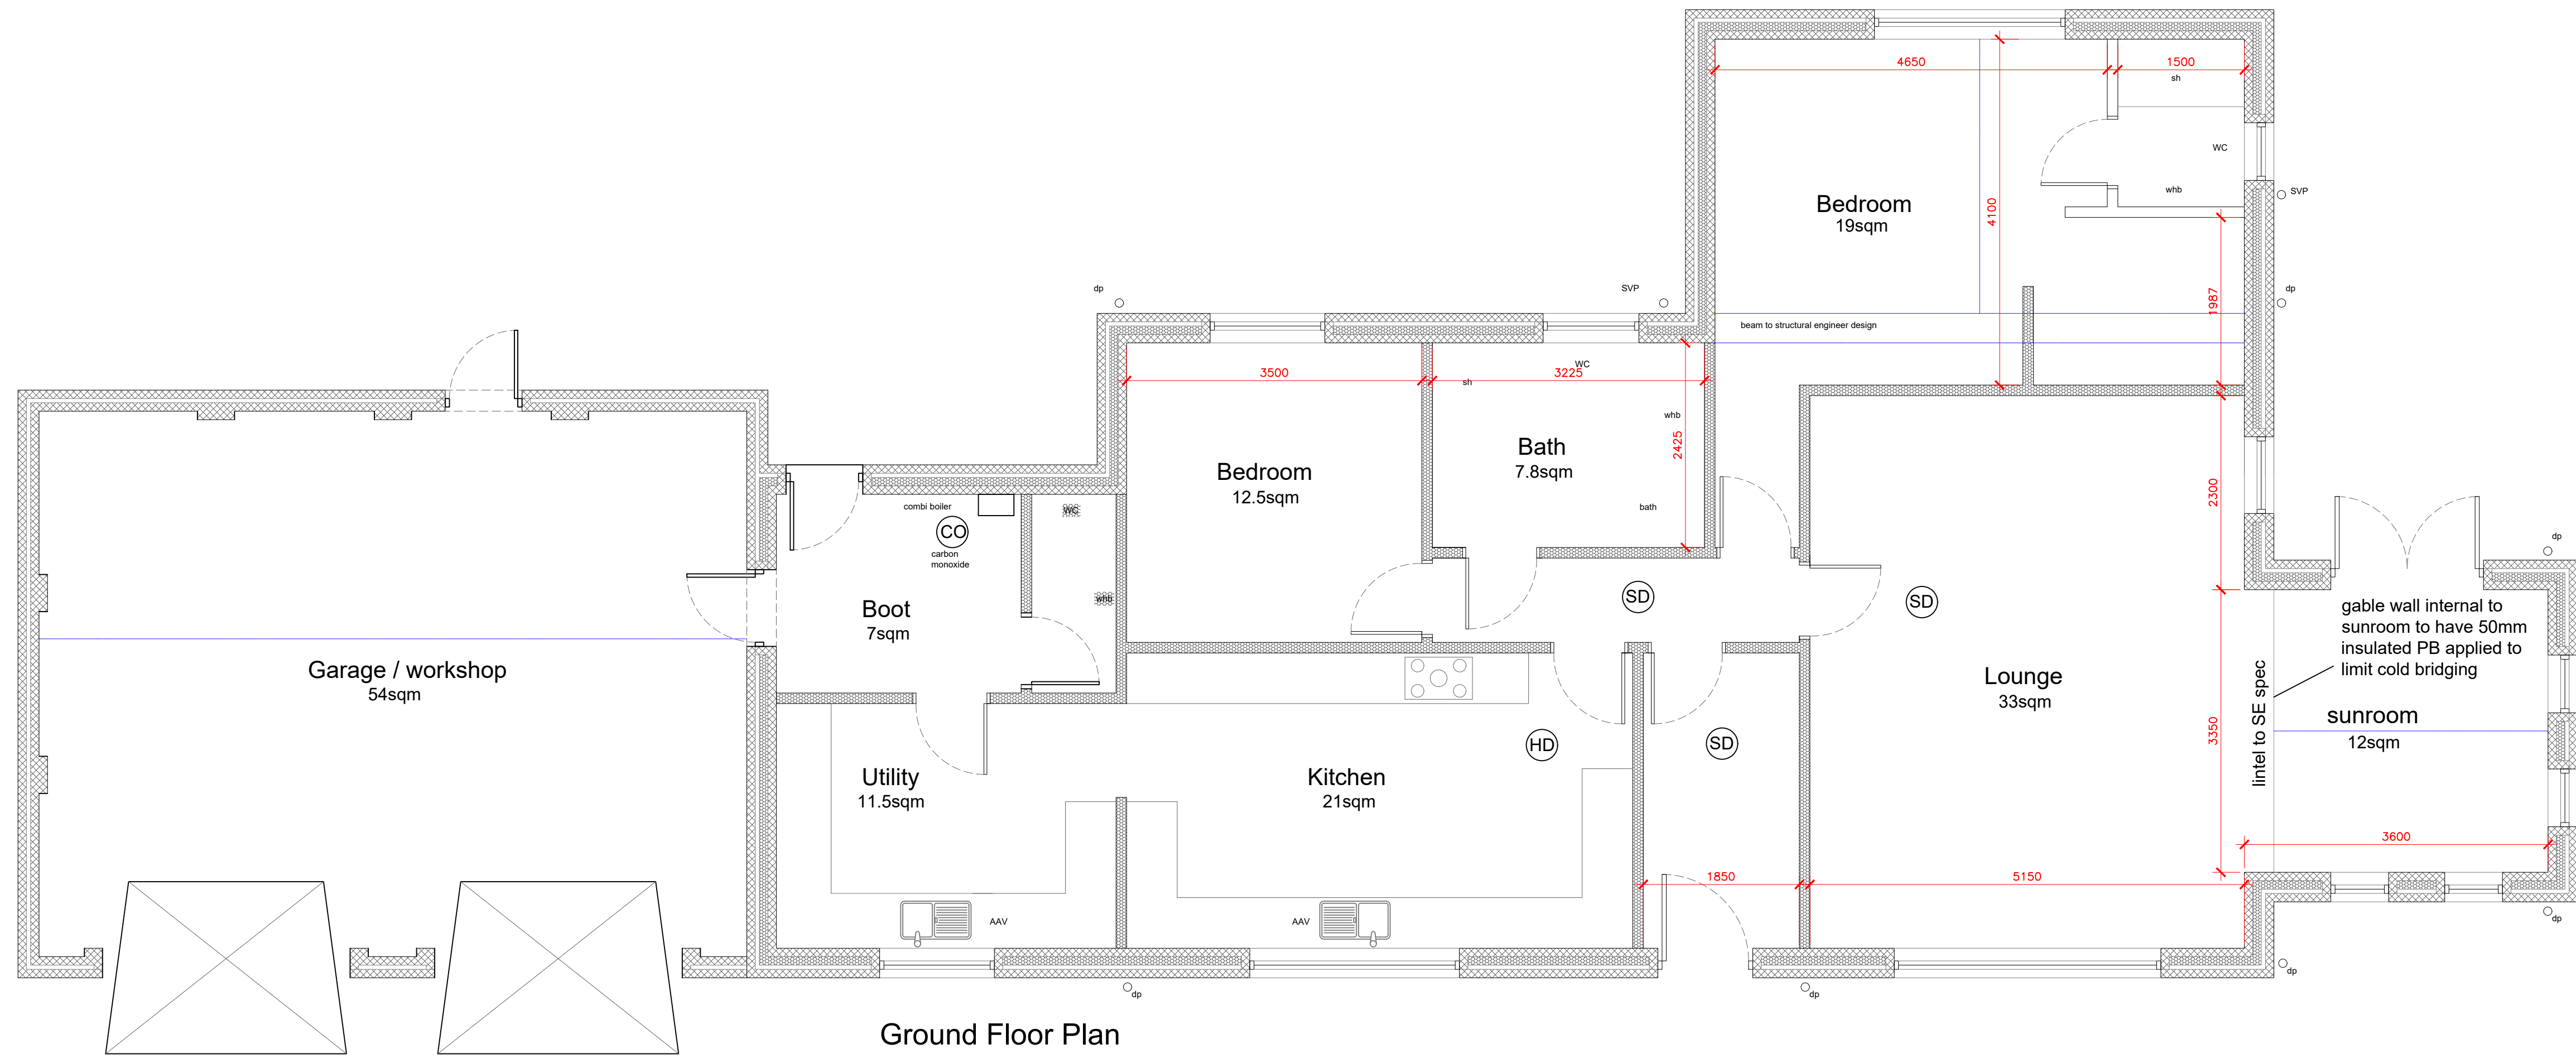 4650
1500
sh
WC
whb
SVP
Bedroom
19sqm
4100
1987
dp
dp
SVP
beam to structural engineer design
3500
3225
WC
sh
whb
2425
Bath
7.8sqm
bath
Bedroom
12.5sqm
2300
combi boiler
CO
carbon
monoxide
WC
whb
Boot
7sqm
SD
SD
dp
gable wall internal to
sunroom to have 50mm
insulated PB applied to
limit cold bridging
Garage / workshop
54sqm
Lounge
33sqm
lintel to SE spec
3350
sunroom
12sqm
HD
SD
Utility
11.5sqm
Kitchen
21sqm
3600
1850
5150
AAV
AAV
dp
dp
dp
dp
Ground Floor Plan